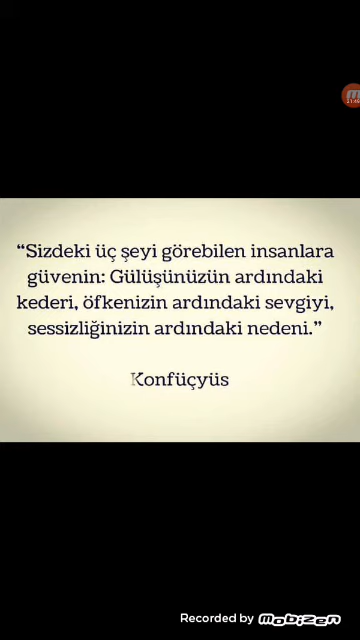 “Sizdeki üç şeyi görebilen insanlara
güvenin: Gülüşünüzün ardındaki
kederi, öfkenizin ardındaki sevgiyi,
sessizliğinizin ardındaki nedeni.”
Konfüçyüs
Recorded by mobizen